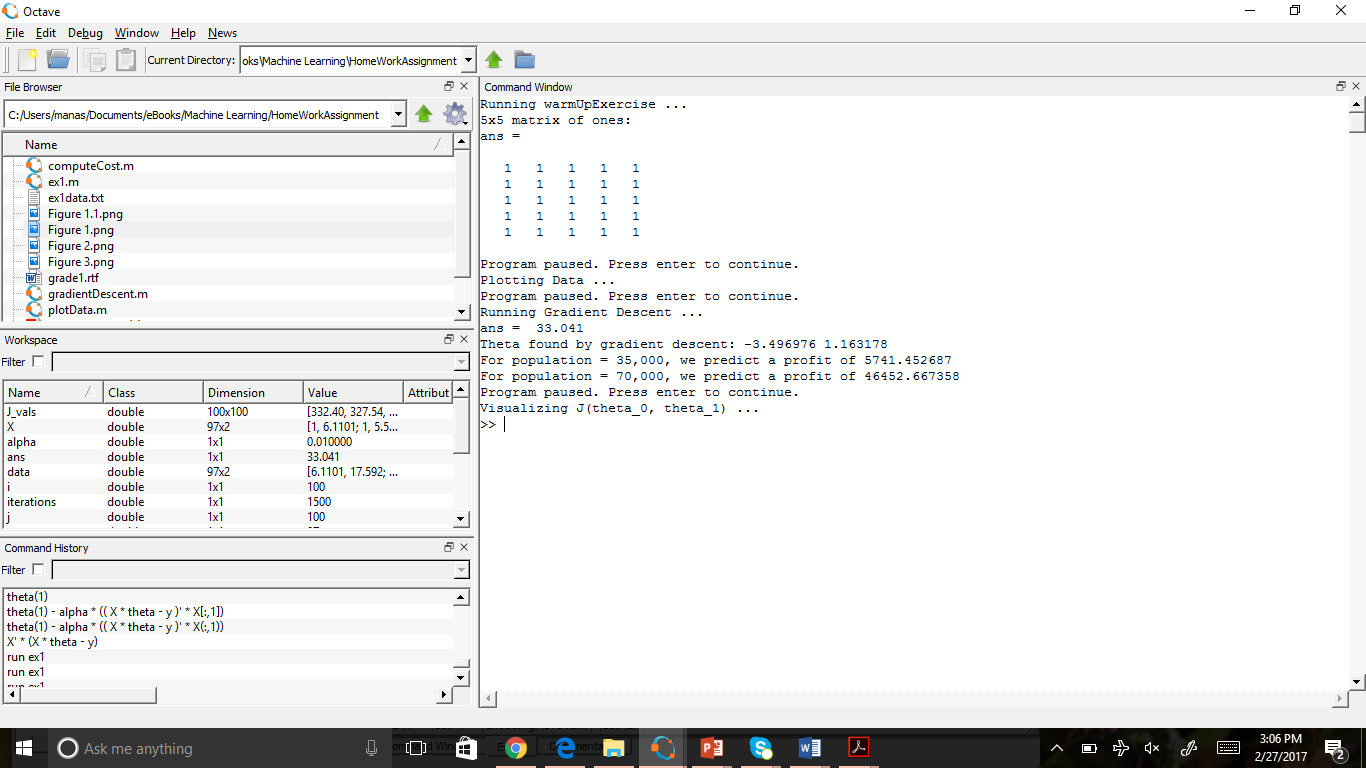 Octave
File Edit Debug Window Help News
Current Directory: oks\Machine Learning\HomeWorkAssignment
File Browser
C:/Users/manas/Documents/eBooks/Machine Learning/HomeWorkAssignment
Name
computeCost.m
ex1.m
ex1data.txt
Figure 1.1.png
Figure 1.png
Figure 2.png
Figure 3.png
grade1.rtf
gradientDescent.m
plotData.m
Workspace
Filter
Name Class Dimension Value Attribut
J_vals double 100x100 [332.40, 327.54, ...
X double 97x2 [1, 6.1101; 1, 5.5...
alpha double 1x1 0.010000
ans double 1x1 33.041
data double 97x2 [6.1101, 17.592; ...
i double 1x1 100
iterations double 1x1 1500
j double 1x1 100
Command History
Filter
theta(1)
theta(1) - alpha * (( X * theta - y )' * X[:,1])
theta(1) - alpha * (( X * theta - y )' * X(:,1))
X' * (X * theta - y)
run ex1
run ex1
run ex1
Command Window
Running warmUpExercise ...
5x5 matrix of ones:
ans =
1 1 1 1 1
1 1 1 1 1
1 1 1 1 1
1 1 1 1 1
1 1 1 1 1
Program paused. Press enter to continue.
Plotting Data ...
Program paused. Press enter to continue.
Running Gradient Descent ...
ans = 33.041
Theta found by gradient descent: -3.496976 1.163178
For population = 35,000, we predict a profit of 5741.452687
For population = 70,000, we predict a profit of 46452.667358
Program paused. Press enter to continue.
Visualizing J(theta_0, theta_1) ...
>>
Ask me anything
3:06 PM
2/27/2017
2